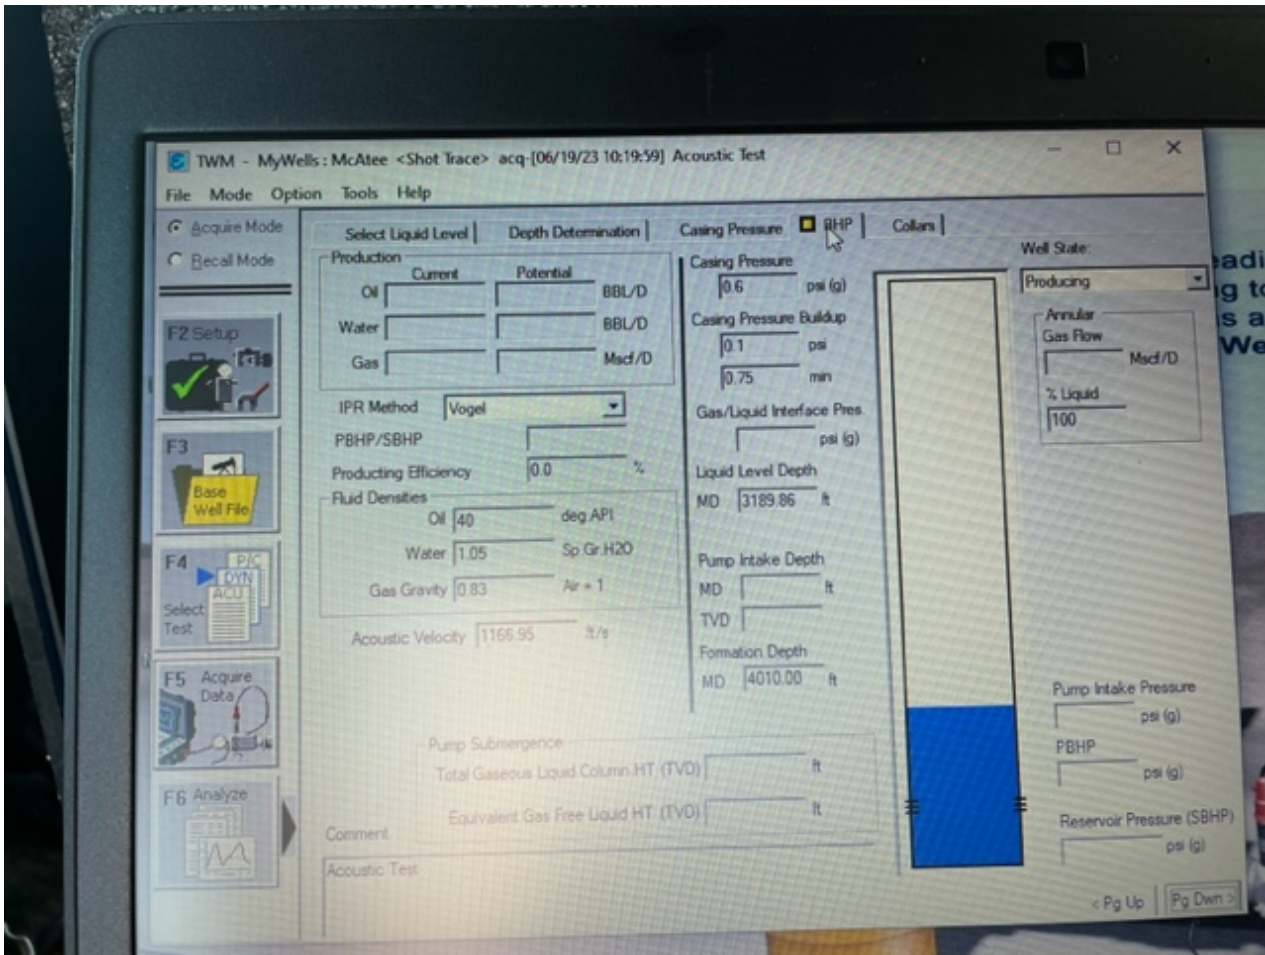 TWM - MyWells : McAtee <Shot Trace> acq-[06/19/23 10:19:59] Acoustic Test
File Mode Option Tools Help
Acquire Mode
Recall Mode
F2 Setup
F3
Base
Well File
F4
P/C
DYN
ACU
Select
Test
F5 Acquire
Data
F6 Analyze
Select Liquid Level
Depth Determination
Casing Pressure
BHP
Collars
Production
Current Potential
Oil BBL/D
Water BBL/D
Gas Mscf/D
IPR Method Vogel
PBHP/SBHP
Producting Efficiency 0.0 %
Fluid Densities
Oil 40 deg.API
Water 1.05 Sp.Gr.H2O
Gas Gravity 0.83 Air = 1
Acoustic Velocity 1166.95 ft/s
Pump Submergence
Total Gaseous Liquid Column HT (TVD) ft
Equivalent Gas Free Liquid HT (TVD) ft
Comment
Acoustic Test
Casing Pressure
0.6 psi (g)
Casing Pressure Buildup
0.1 psi
0.75 min
Gas/Liquid Interface Pres.
psi (g)
Liquid Level Depth
MD 3189.86 ft
Pump Intake Depth
MD ft
TVD
Formation Depth
MD 4010.00 ft
Well State:
Producing
Annular
Gas Flow
Mscf/D
% Liquid
100
Pump Intake Pressure
psi (g)
PBHP
psi (g)
Reservoir Pressure (SBHP)
psi (g)
< Pg Up Pg Dwn >